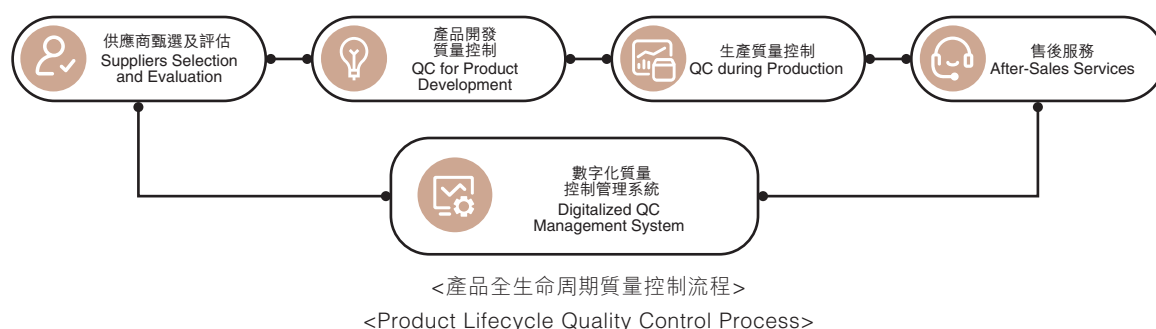 供應商甄選及評估
Suppliers Selection
and Evaluation
產品開發
質量控制
QC for Product
Development
生產質量控制
QC during Production
售後服務
After-Sales Services
數字化質量
控制管理系統
Digitalized QC
Management System
<產品全生命周期質量控制流程>
<Product Lifecycle Quality Control Process>